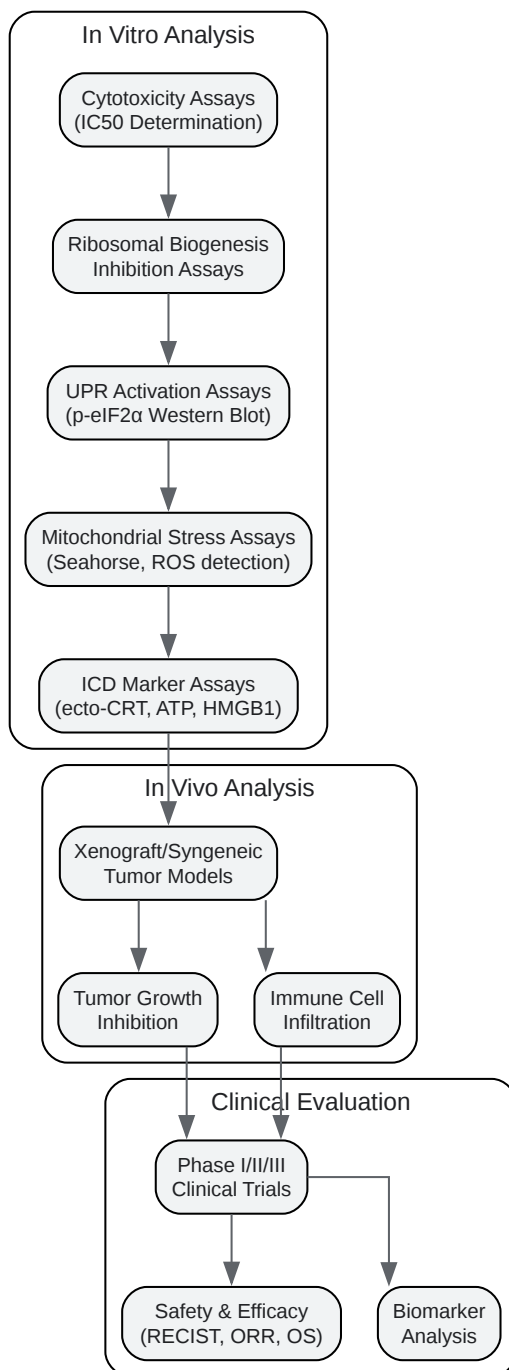 In Vitro Analysis
Cytotoxicity Assays
(IC50 Determination)
Ribosomal Biogenesis
Inhibition Assays
UPR Activation Assays
(p-eIF2α Western Blot)
Mitochondrial Stress Assays
(Seahorse, ROS detection)
ICD Marker Assays
(ecto-CRT, ATP, HMGB1)
In Vivo Analysis
Xenograft/Syngeneic
Tumor Models
Tumor Growth
Inhibition
Immune Cell
Infiltration
Clinical Evaluation
Phase I/II/III
Clinical Trials
Safety & Efficacy
(RECIST, ORR, OS)
Biomarker
Analysis